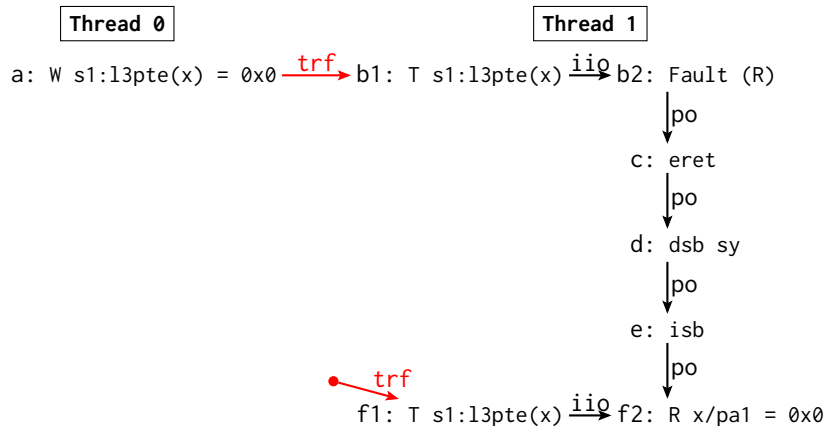 Thread 0 Thread 1
a: W s1:l3pte(x) = 0x0 trf b1: T s1:l3pte(x) iio b2: Fault (R)
po
c: eret
po
d: dsb sy
po
e: isb
po
trf
f1: T s1:l3pte(x) iio f2: R x/pa1 = 0x0